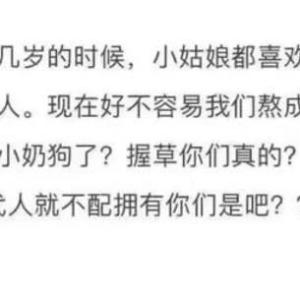 几岁的时候，小姑娘都喜欢
人。现在好不容易我们熬成
小奶狗了？握草你们真的？
代人就不配拥有你们是吧？？